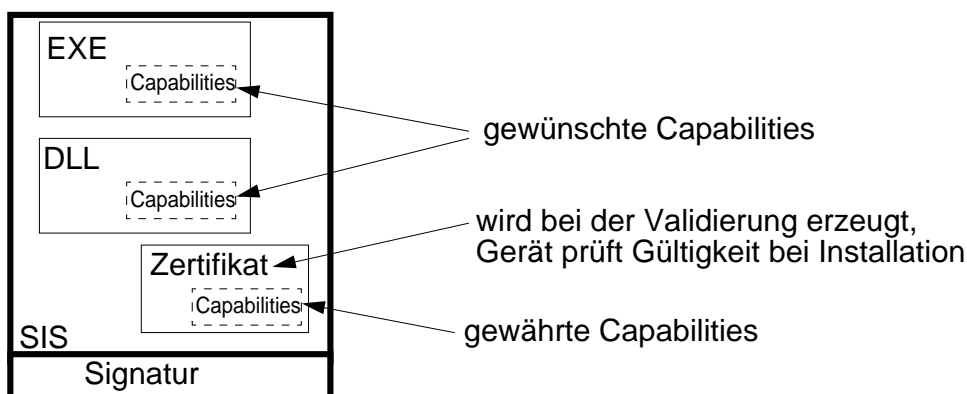 EXE
Capabilities
gewünschte Capabilities
DLL
Capabilities
wird bei der Validierung erzeugt,
Gerät prüft Gültigkeit bei Installation
Zertifikat
Capabilities
gewährte Capabilities
SIS
Signatur